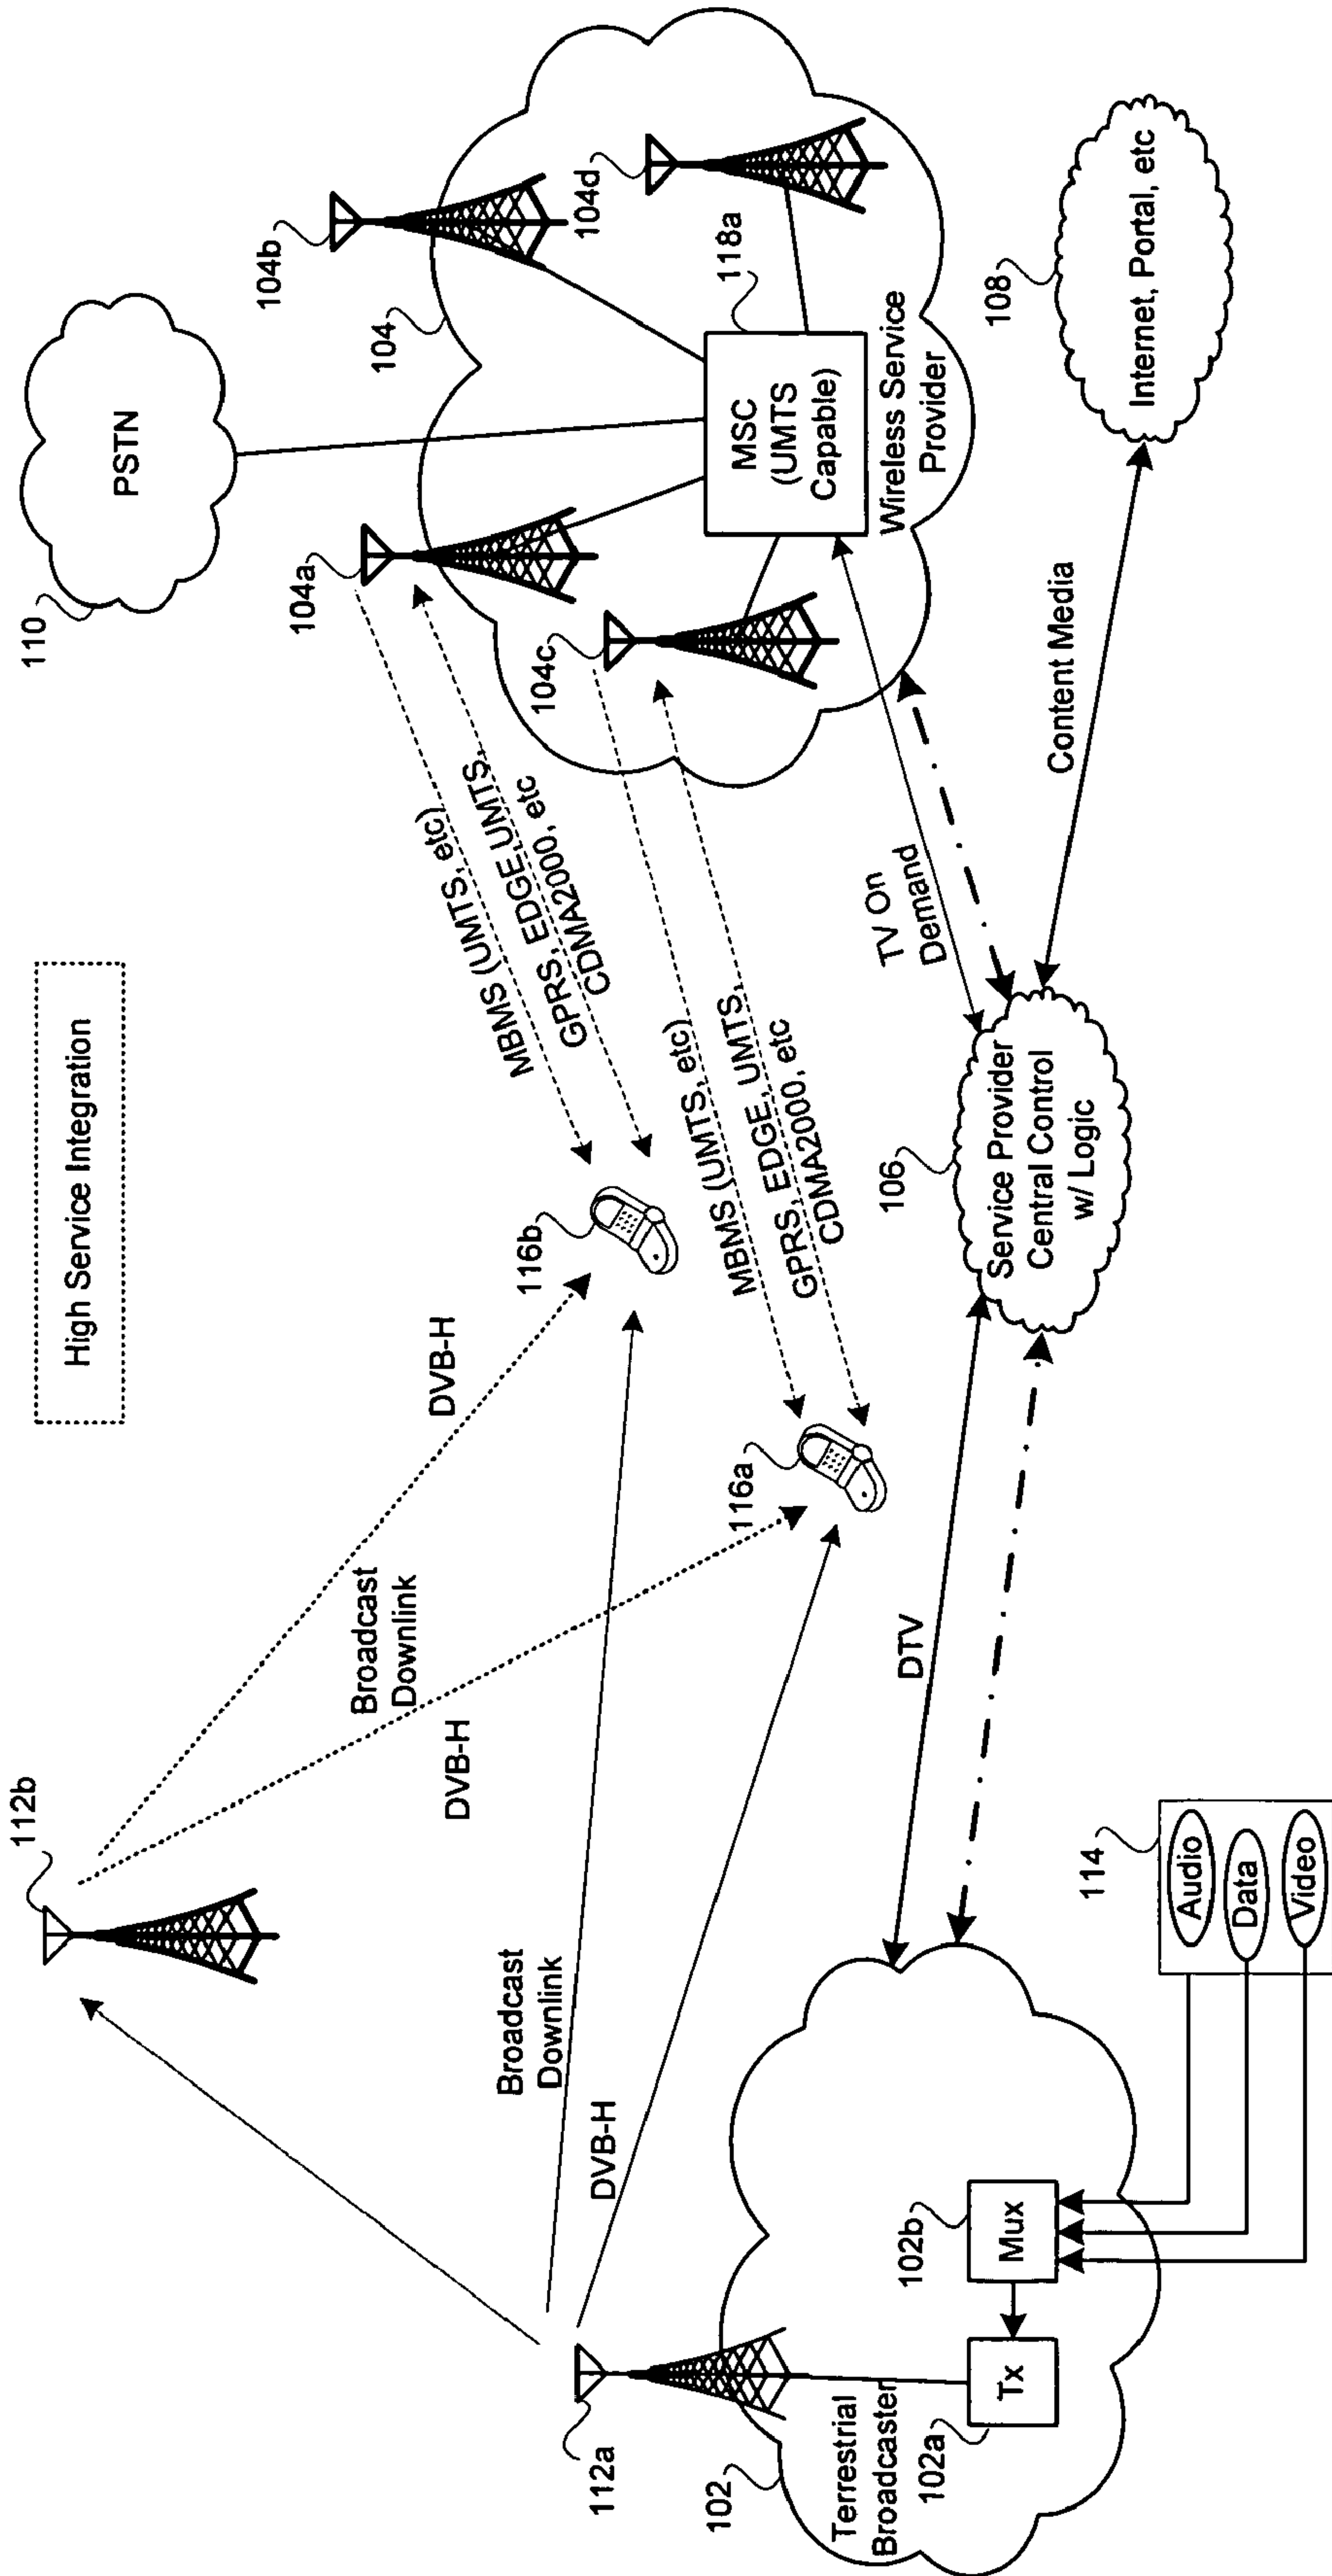 High Service Integration
110
PSTN
112b
104b
104
104a
104d
104c
118a
MSC
(UMTS
Capable)
Wireless Service
Provider
MBMS (UMTS, etc)
GPRS, EDGE,UMTS,
CDMA2000, etc
MBMS (UMTS, etc)
GPRS, EDGE, UMTS,
CDMA2000, etc
DVB-H
Broadcast
Downlink
DVB-H
116b
116a
Broadcast
Downlink
DVB-H
112a
102
Terrestrial
Broadcaster
102a
Tx
102b
Mux
114
Audio
Data
Video
DTV
106
Service Provider
Central Control
w/ Logic
TV On
Demand
Content Media
108
Internet, Portal, etc